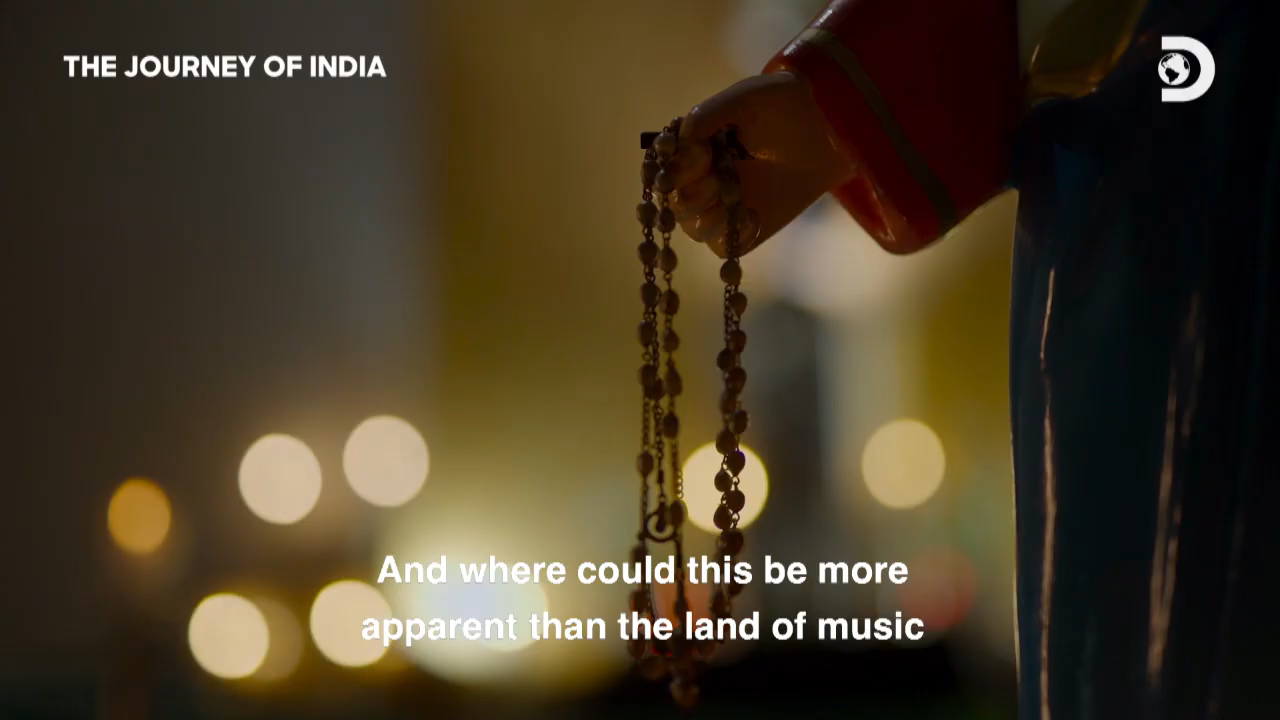 THE JOURNEY OF INDIA
And where could this be more
apparent than the land of music